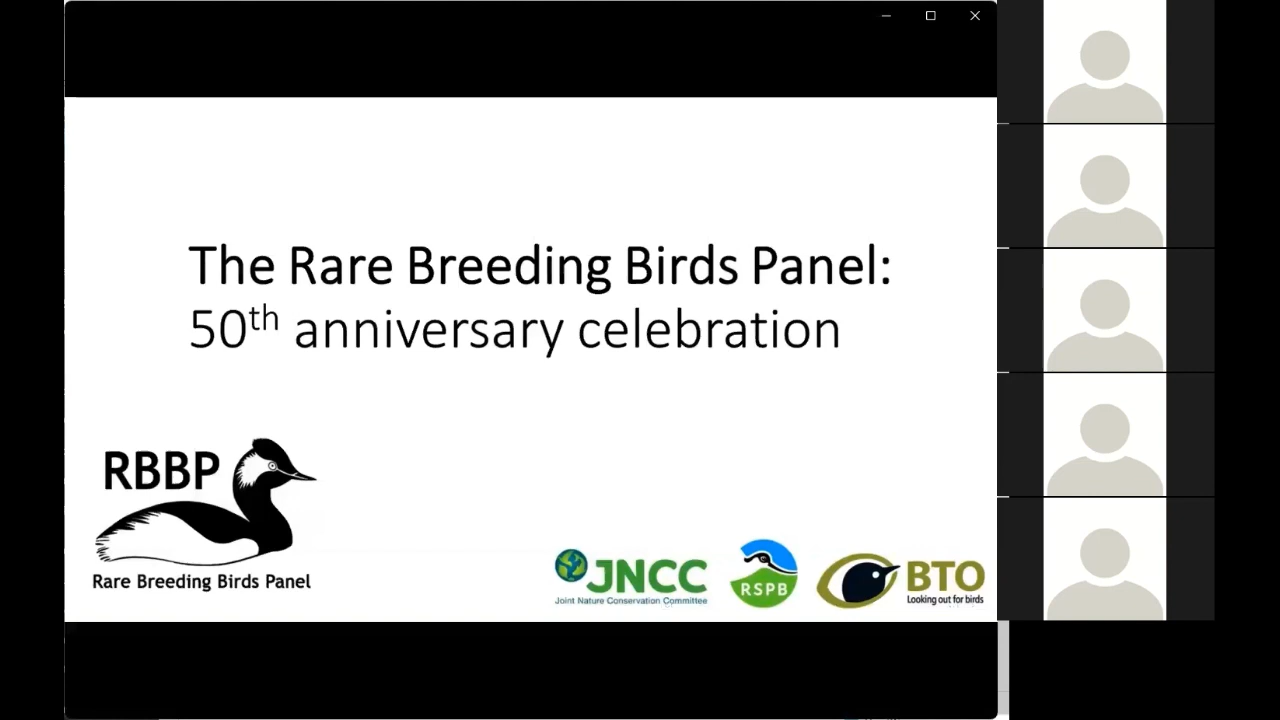 The Rare Breeding Birds Panel:
50th anniversary celebration
RBBP
Rare Breeding Birds Panel
JNCC
Joint Nature Conservation Committee
RSPB
BTO
Looking out for birds